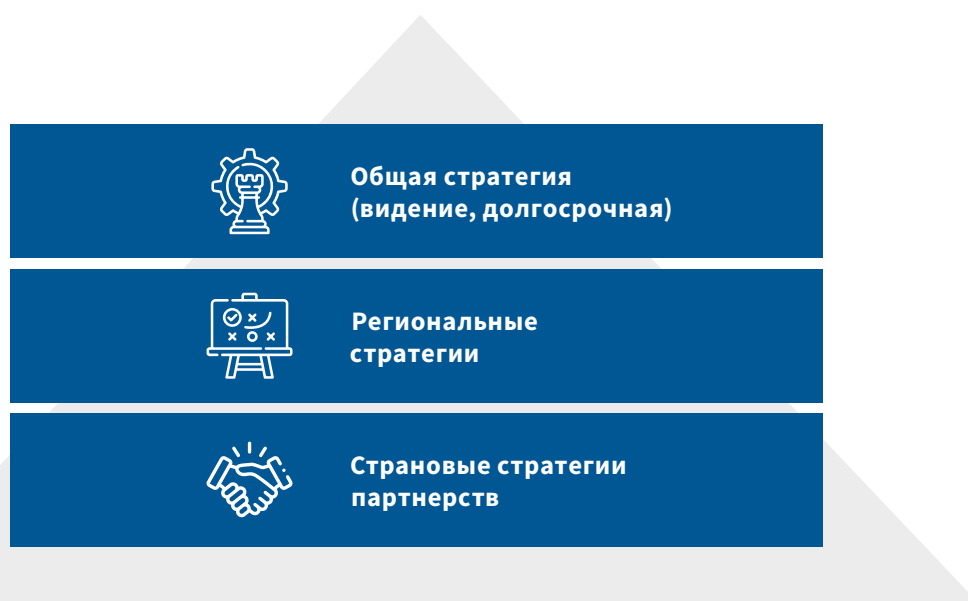 Общая стратегия
(видение, долгосрочная)
Региональные
стратегии
Страновые стратегии
партнерств